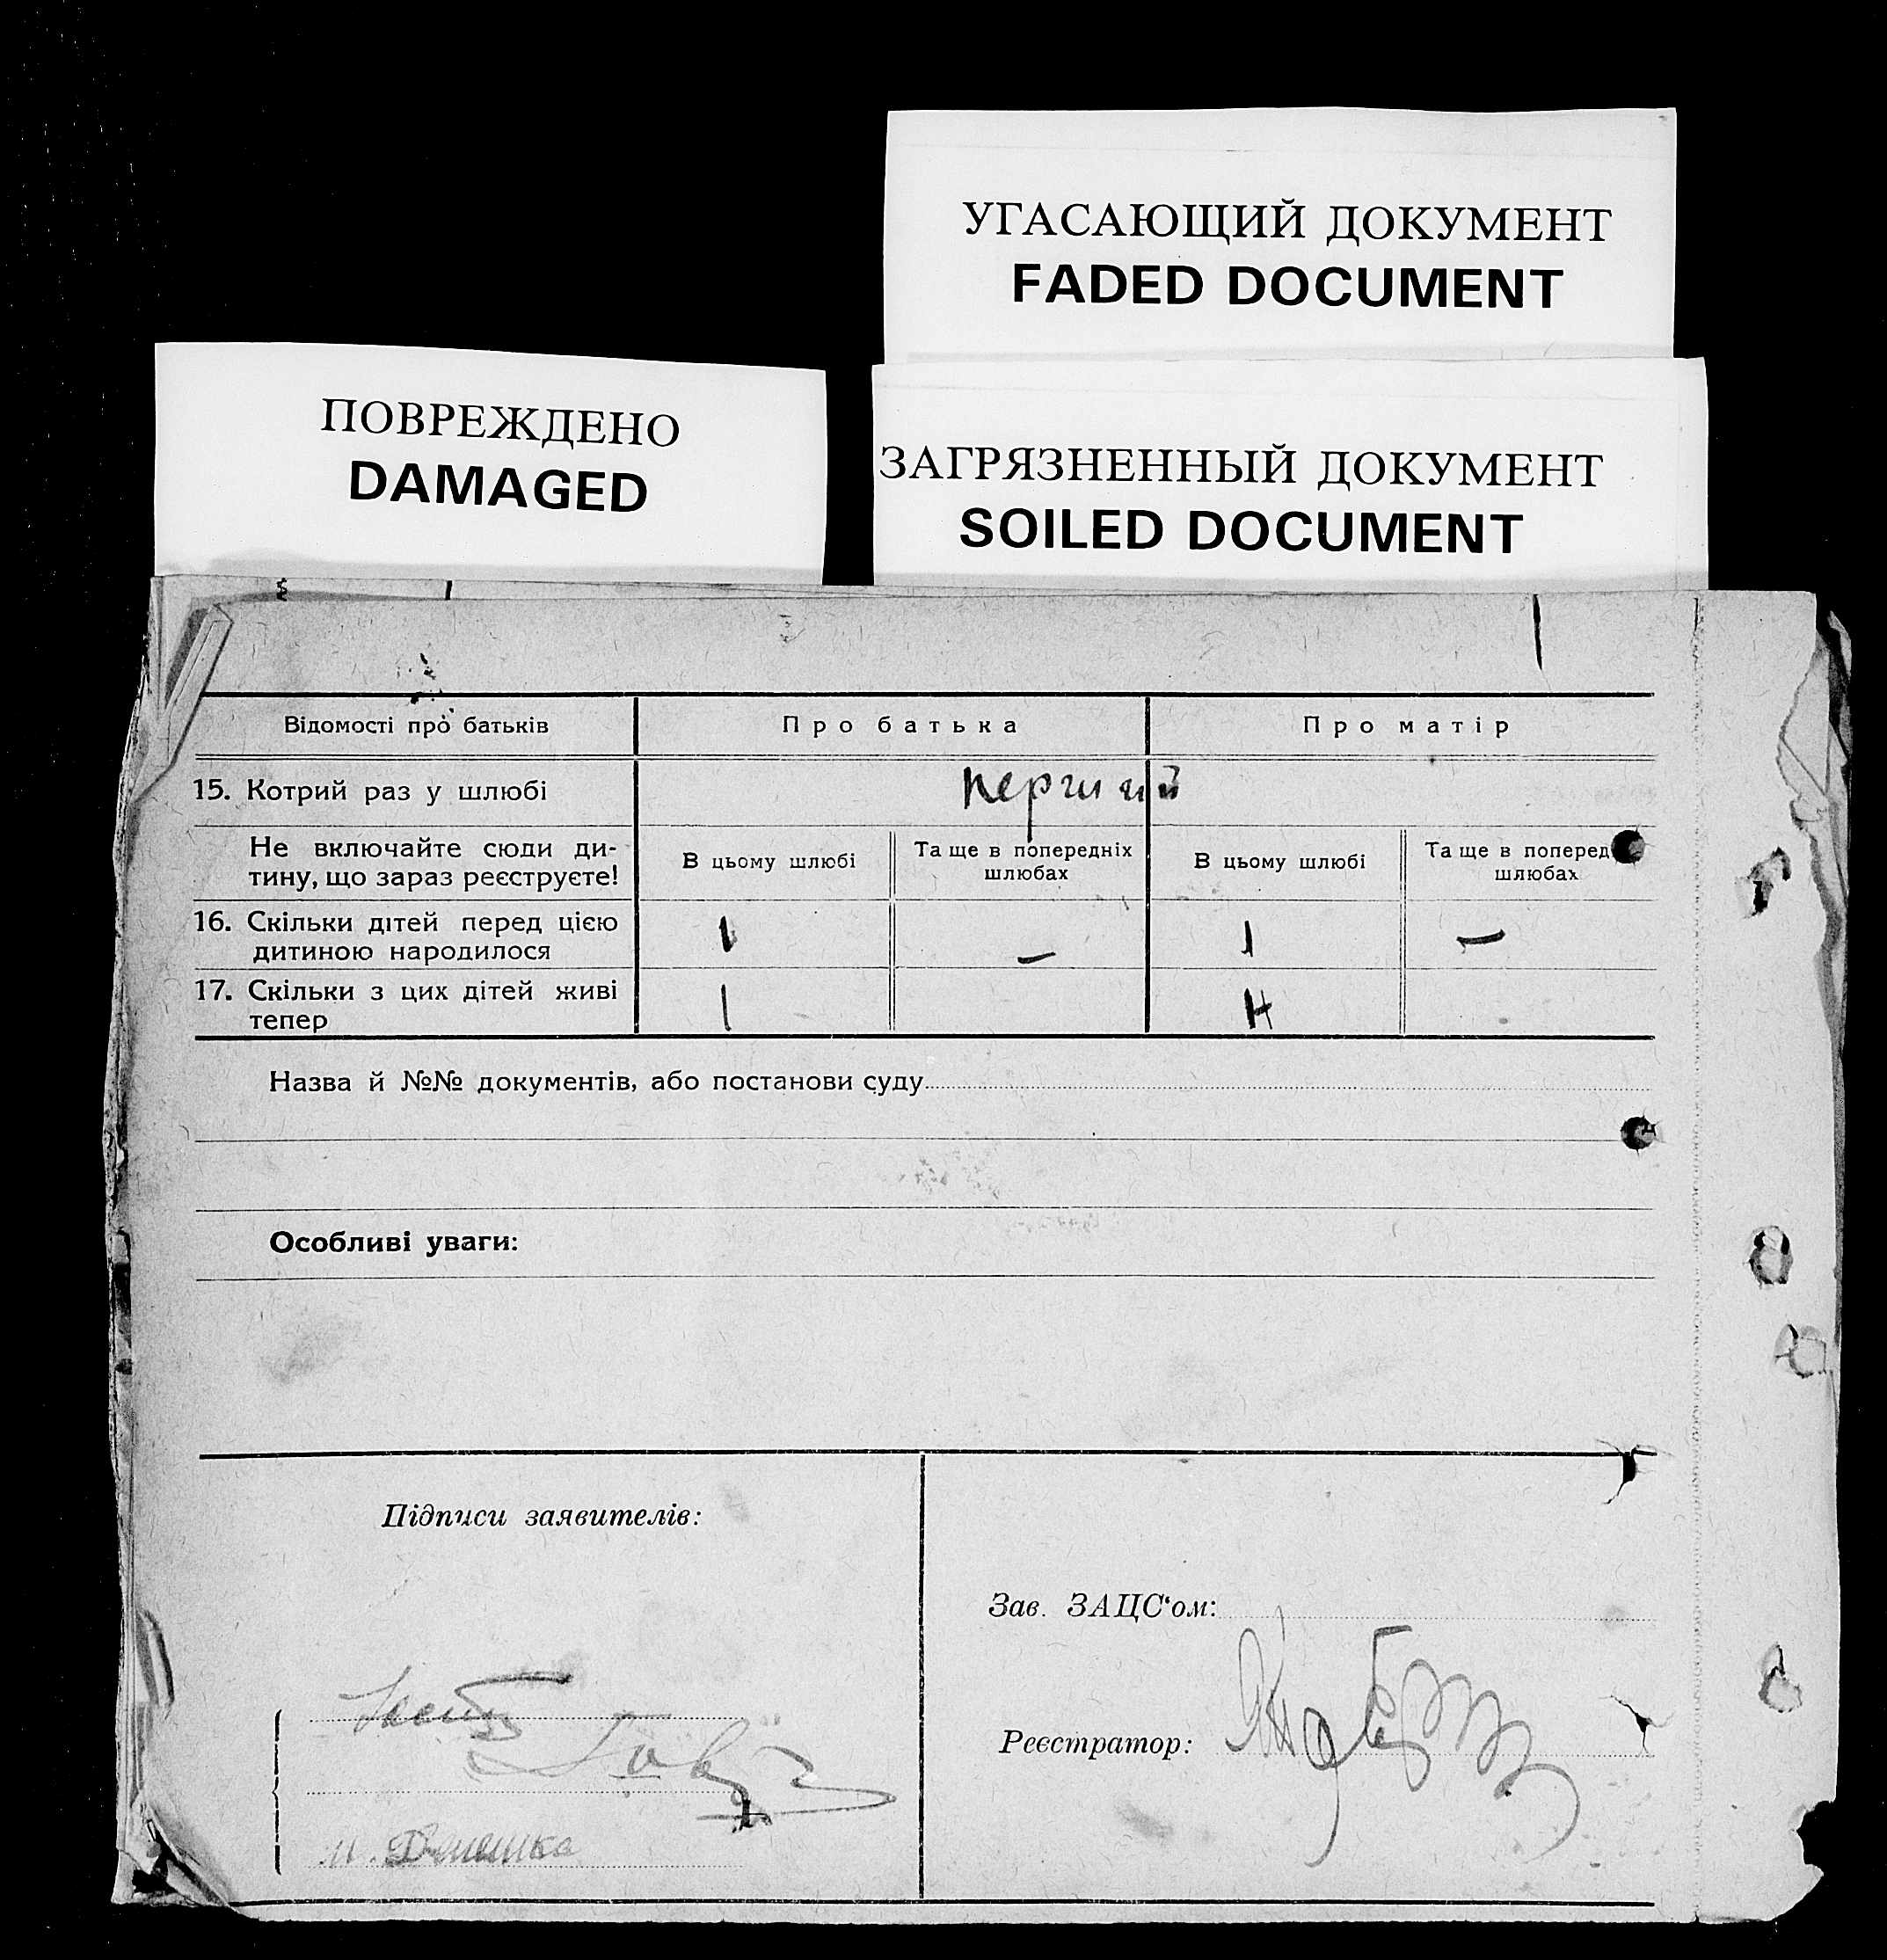 УГАСАЮЩИЙ ДОКУМЕНТ
FADED DOCUMENT
ПОВРЕЖДЕНО
DAMAGED
ЗАГРЯЗНЕННЫЙ ДОКУМЕНТ
SOILED DOCUMENT
Відомості про батьків
Про батька
Про матір
15. Котрий раз у шлюбі
перший
Не включайте сюди ди-
тину, що зараз реєструєте!
В цьому шлюбі
Та ще в попередніх
шлюбах
В цьому шлюбі
Та ще в поперед
шлюбах
16. Скільки дітей перед цією
дитиною народилося
1
—
1
—
17. Скільки з цих дітей живі
тепер
1
Назва й №№ документів, або постанови суду
Особливі уваги:
Підписи заявителів:
Зав. ЗАЦС‘ом:
Реєстратор: